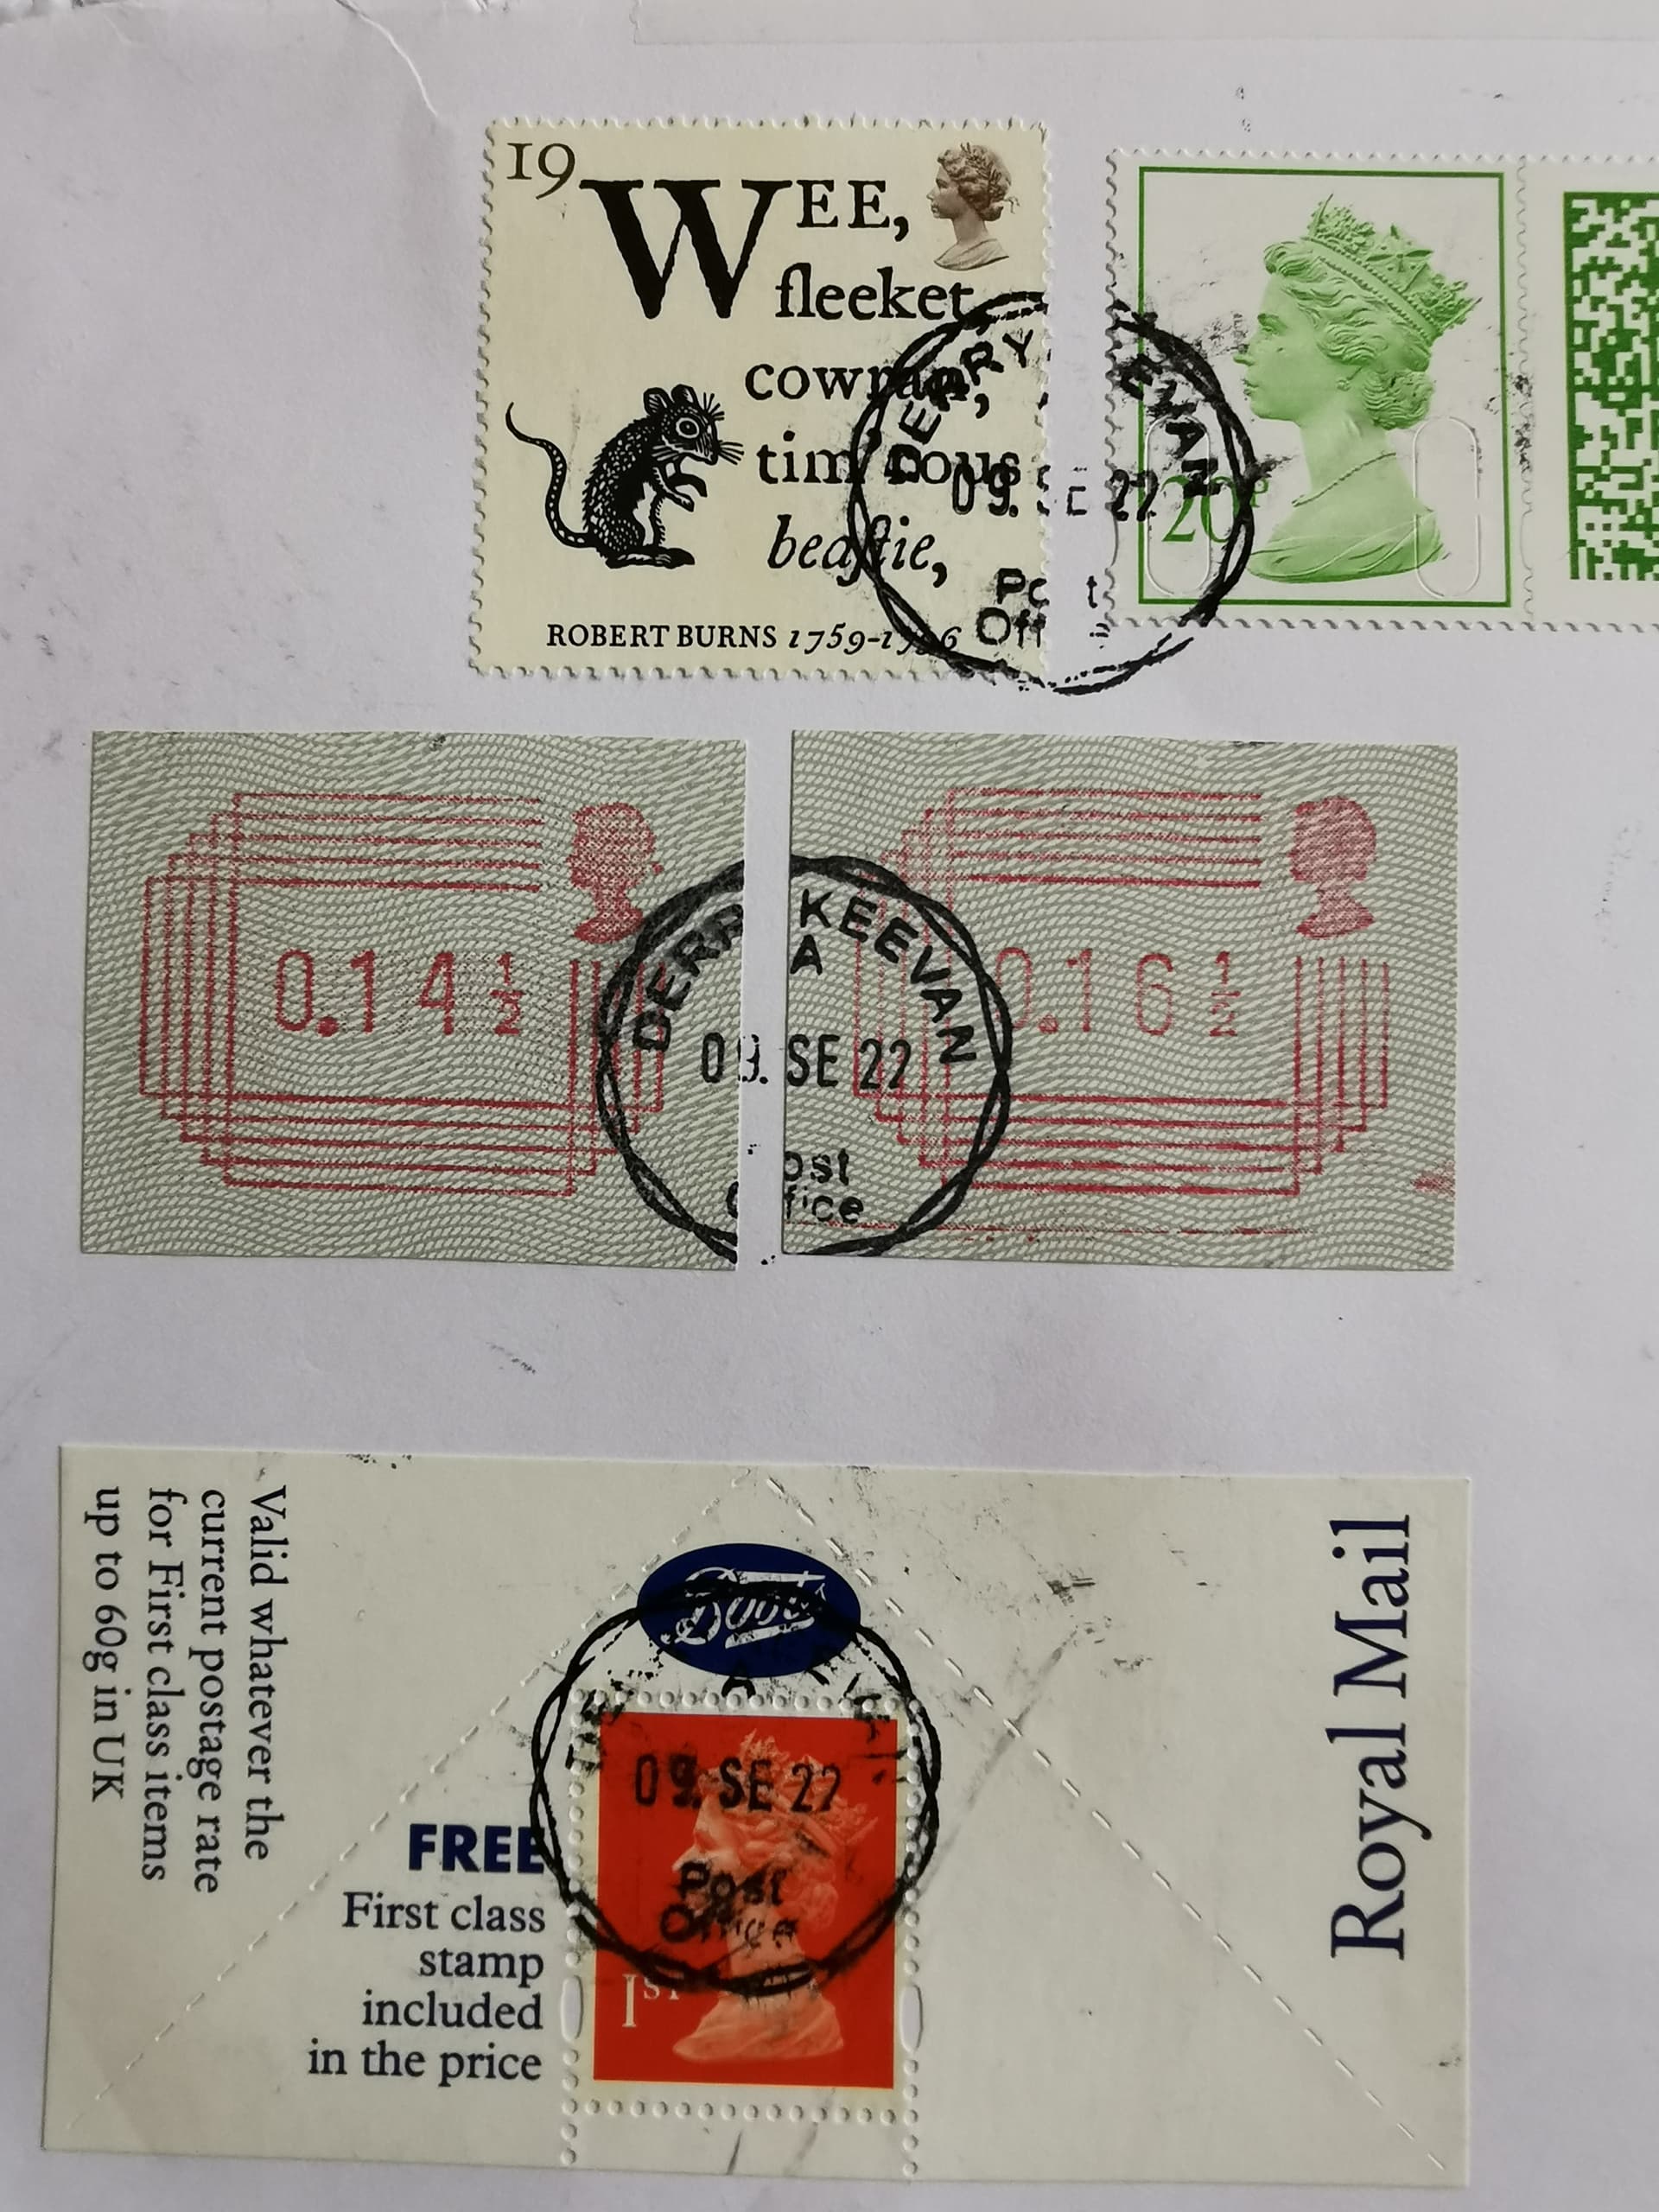 19
WEE,
fleeket,
cowran,
tim'rous
beaſtie,
ROBERT BURNS 1759-1796
DERRYKEEVAN
09. SE 22
Post
Office
20P
0.14½
0.16½
DERRYKEEVAN
A
09. SE 22
Post
Office
Valid whatever the
current postage rate
for First class items
up to 60g in UK
Boots
FREE
First class
stamp
included
in the price
A
09. SE 22
Post
Office
1ST
Royal Mail